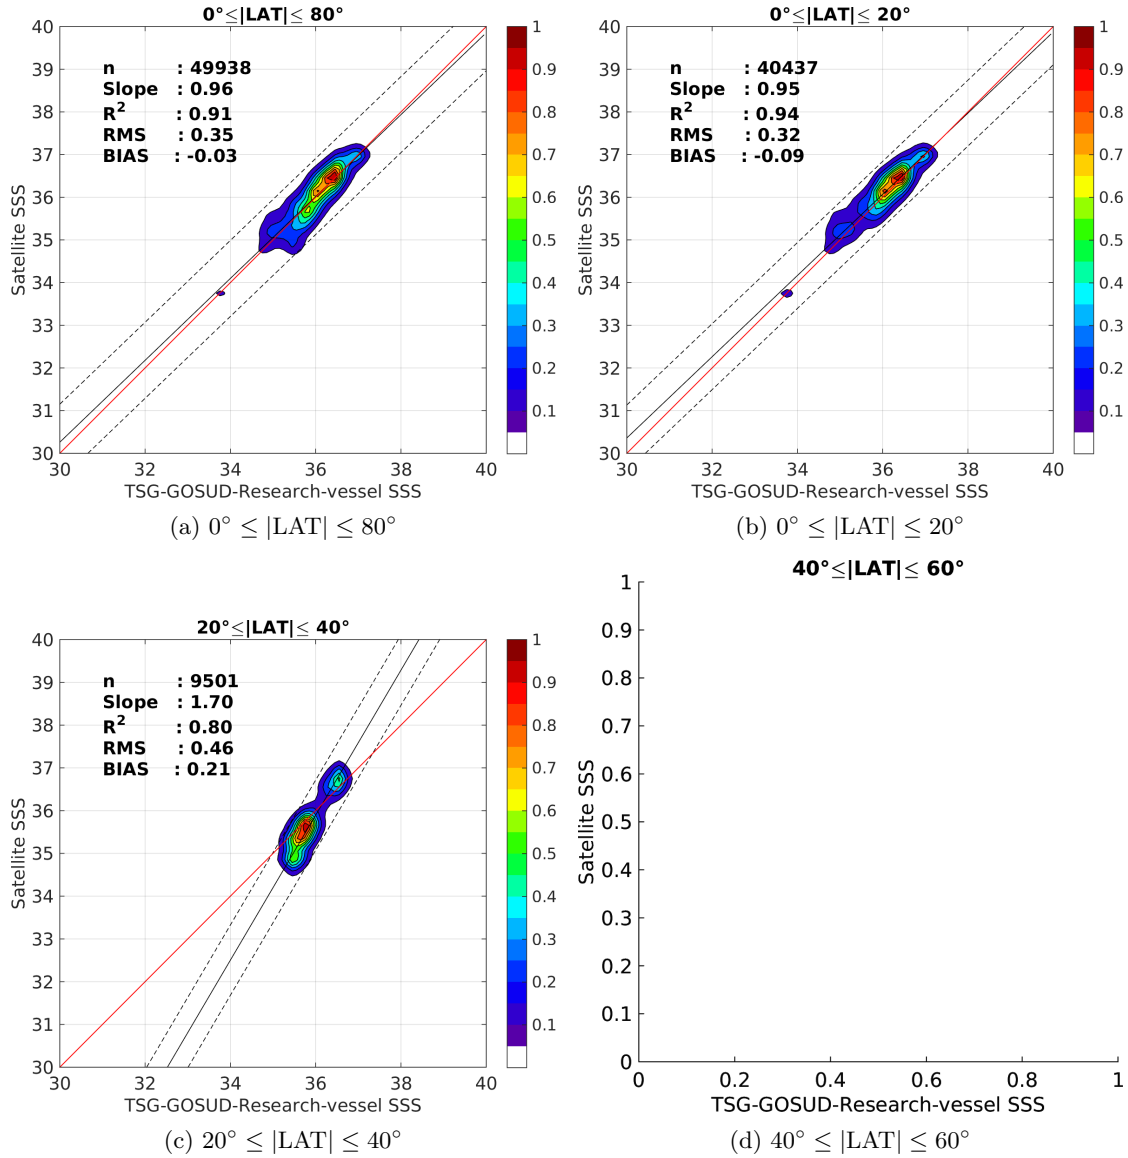 0°≤|LAT|≤ 80°
40
39
38
37
36
35
34
33
32
31
30
Satellite SSS
n : 49938
Slope : 0.96
R² : 0.91
RMS : 0.35
BIAS : -0.03
30 32 34 36 38 40
TSG-GOSUD-Research-vessel SSS
1
0.9
0.8
0.7
0.6
0.5
0.4
0.3
0.2
0.1
(a) 0° ≤ |LAT| ≤ 80°
0°≤|LAT|≤ 20°
40
39
38
37
36
35
34
33
32
31
30
Satellite SSS
n : 40437
Slope : 0.95
R² : 0.94
RMS : 0.32
BIAS : -0.09
30 32 34 36 38 40
TSG-GOSUD-Research-vessel SSS
1
0.9
0.8
0.7
0.6
0.5
0.4
0.3
0.2
0.1
(b) 0° ≤ |LAT| ≤ 20°
20°≤|LAT|≤ 40°
40
39
38
37
36
35
34
33
32
31
30
Satellite SSS
n : 9501
Slope : 1.70
R² : 0.80
RMS : 0.46
BIAS : 0.21
30 32 34 36 38 40
TSG-GOSUD-Research-vessel SSS
1
0.9
0.8
0.7
0.6
0.5
0.4
0.3
0.2
0.1
(c) 20° ≤ |LAT| ≤ 40°
40°≤|LAT|≤ 60°
1
0.9
0.8
0.7
0.6
0.5
0.4
0.3
0.2
0.1
0
Satellite SSS
0 0.2 0.4 0.6 0.8 1
TSG-GOSUD-Research-vessel SSS
(d) 40° ≤ |LAT| ≤ 60°